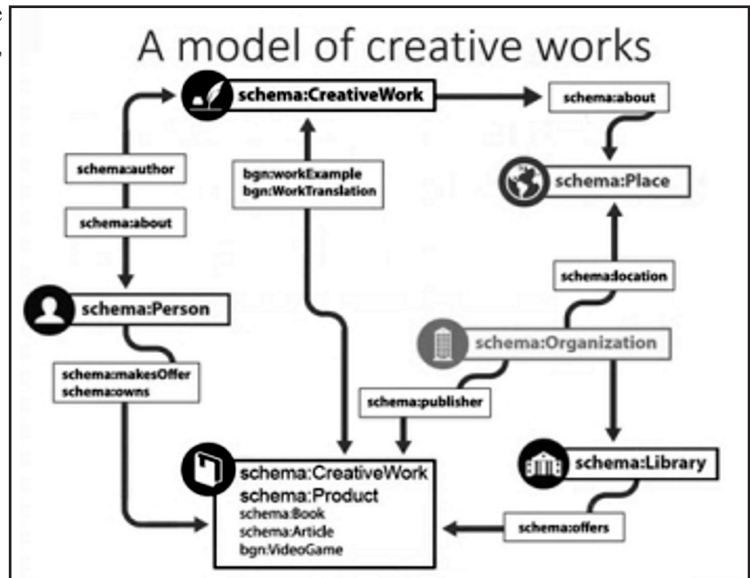 A model of creative works
schema:CreativeWork
schema:about
schema:author
bgn:workExample
bgn:WorkTranslation
schema:Place
schema:about
schema:location
schema:Person
schema:Organization
schema:makesOffer
schema:owns
schema:publisher
schema:CreativeWork
schema:Product
schema:Book
schema:Article
bgn:VideoGame
schema:Library
schema:offers